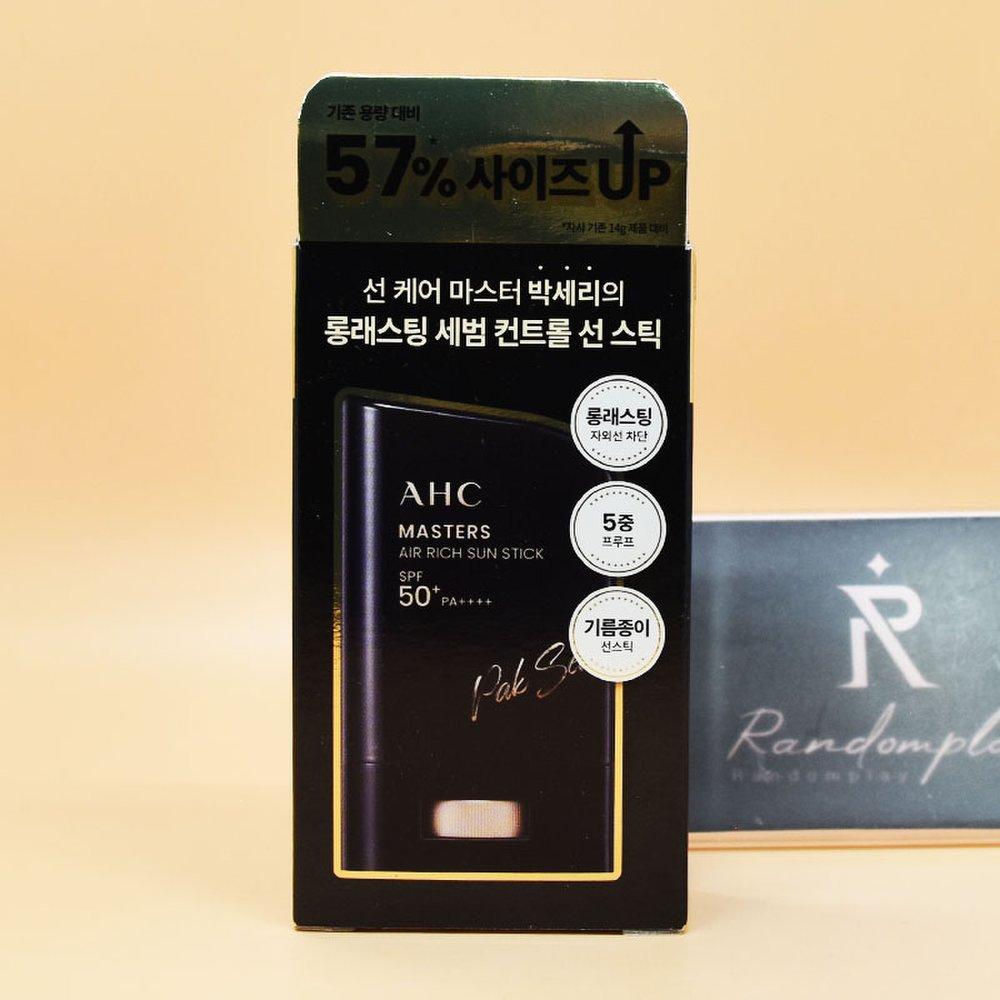 기존 용량 대비
57%* 사이즈 UP
*자사 기존 14g 제품 대비
선 케어 마스터 박세리의
롱래스팅 세범 컨트롤 선 스틱
롱래스팅
자외선 차단
AHC
MASTERS
AIR RICH SUN STICK
SPF
50+ PA++++
5중
프루프
기름종이
선스틱
Pak Se
R
Randompla
Randomplay